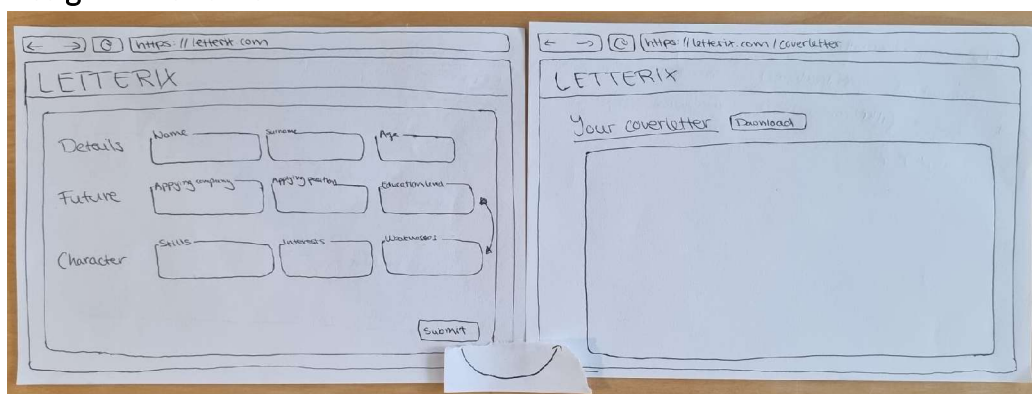 https://letterix.com
LETTERIX
Details
Name
Surname
Age
Future
Applying company
Applying position
Education level
Character
Skills
Interests
Weaknesses
Submit
https://letterix.com/coverletter
LETTERIX
Your coverletter
Download